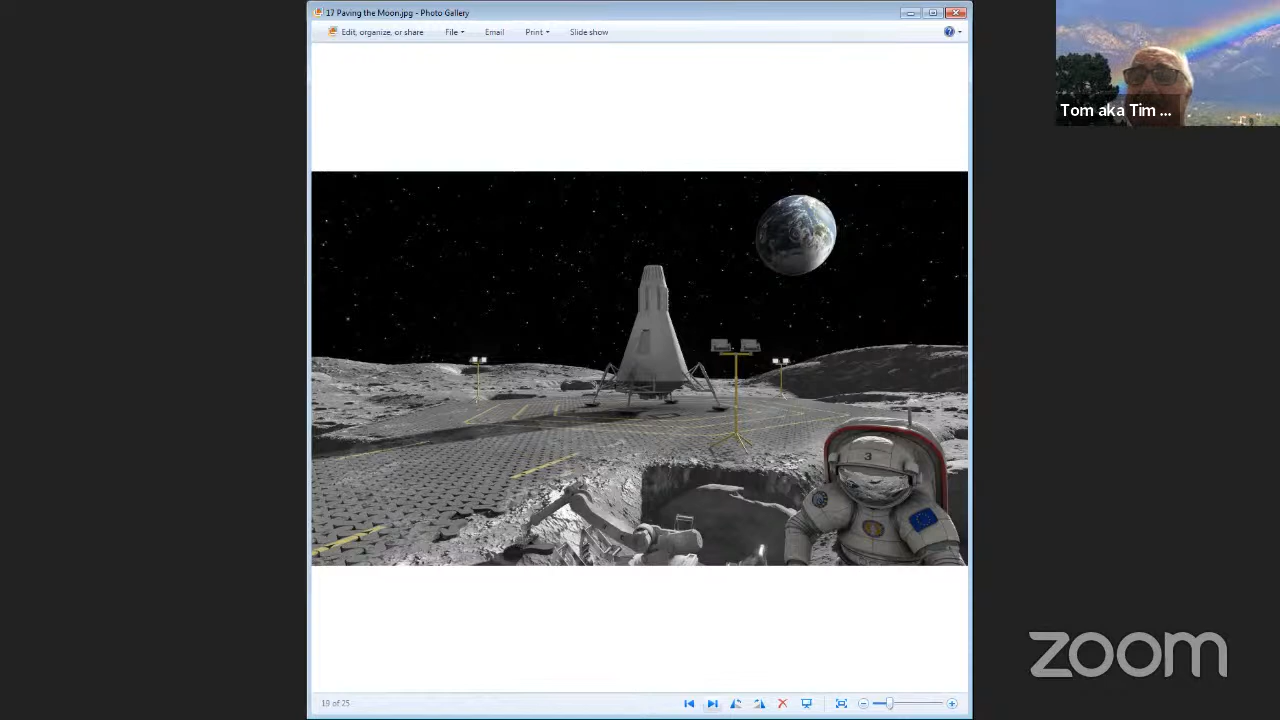 17 Paving the Moon.jpg - Photo Gallery
Edit, organize, or share File Email Print Slide show
Tom aka Tim ...
3
zoom
19 of 25